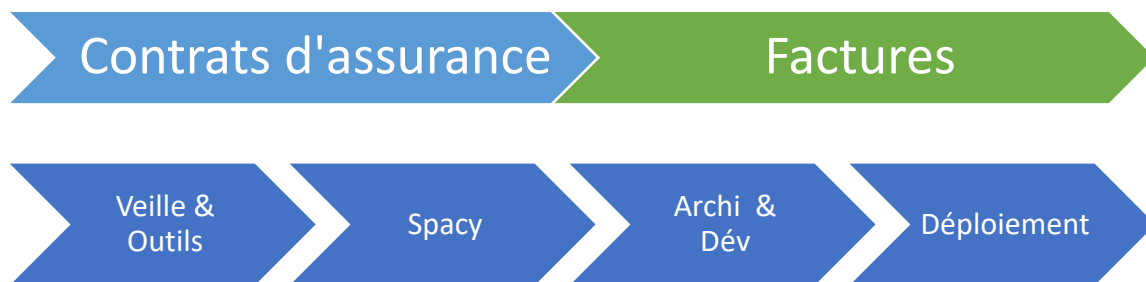 Contrats d'assurance
Factures
Veille &
Outils
Spacy
Archi &
Dév
Déploiement